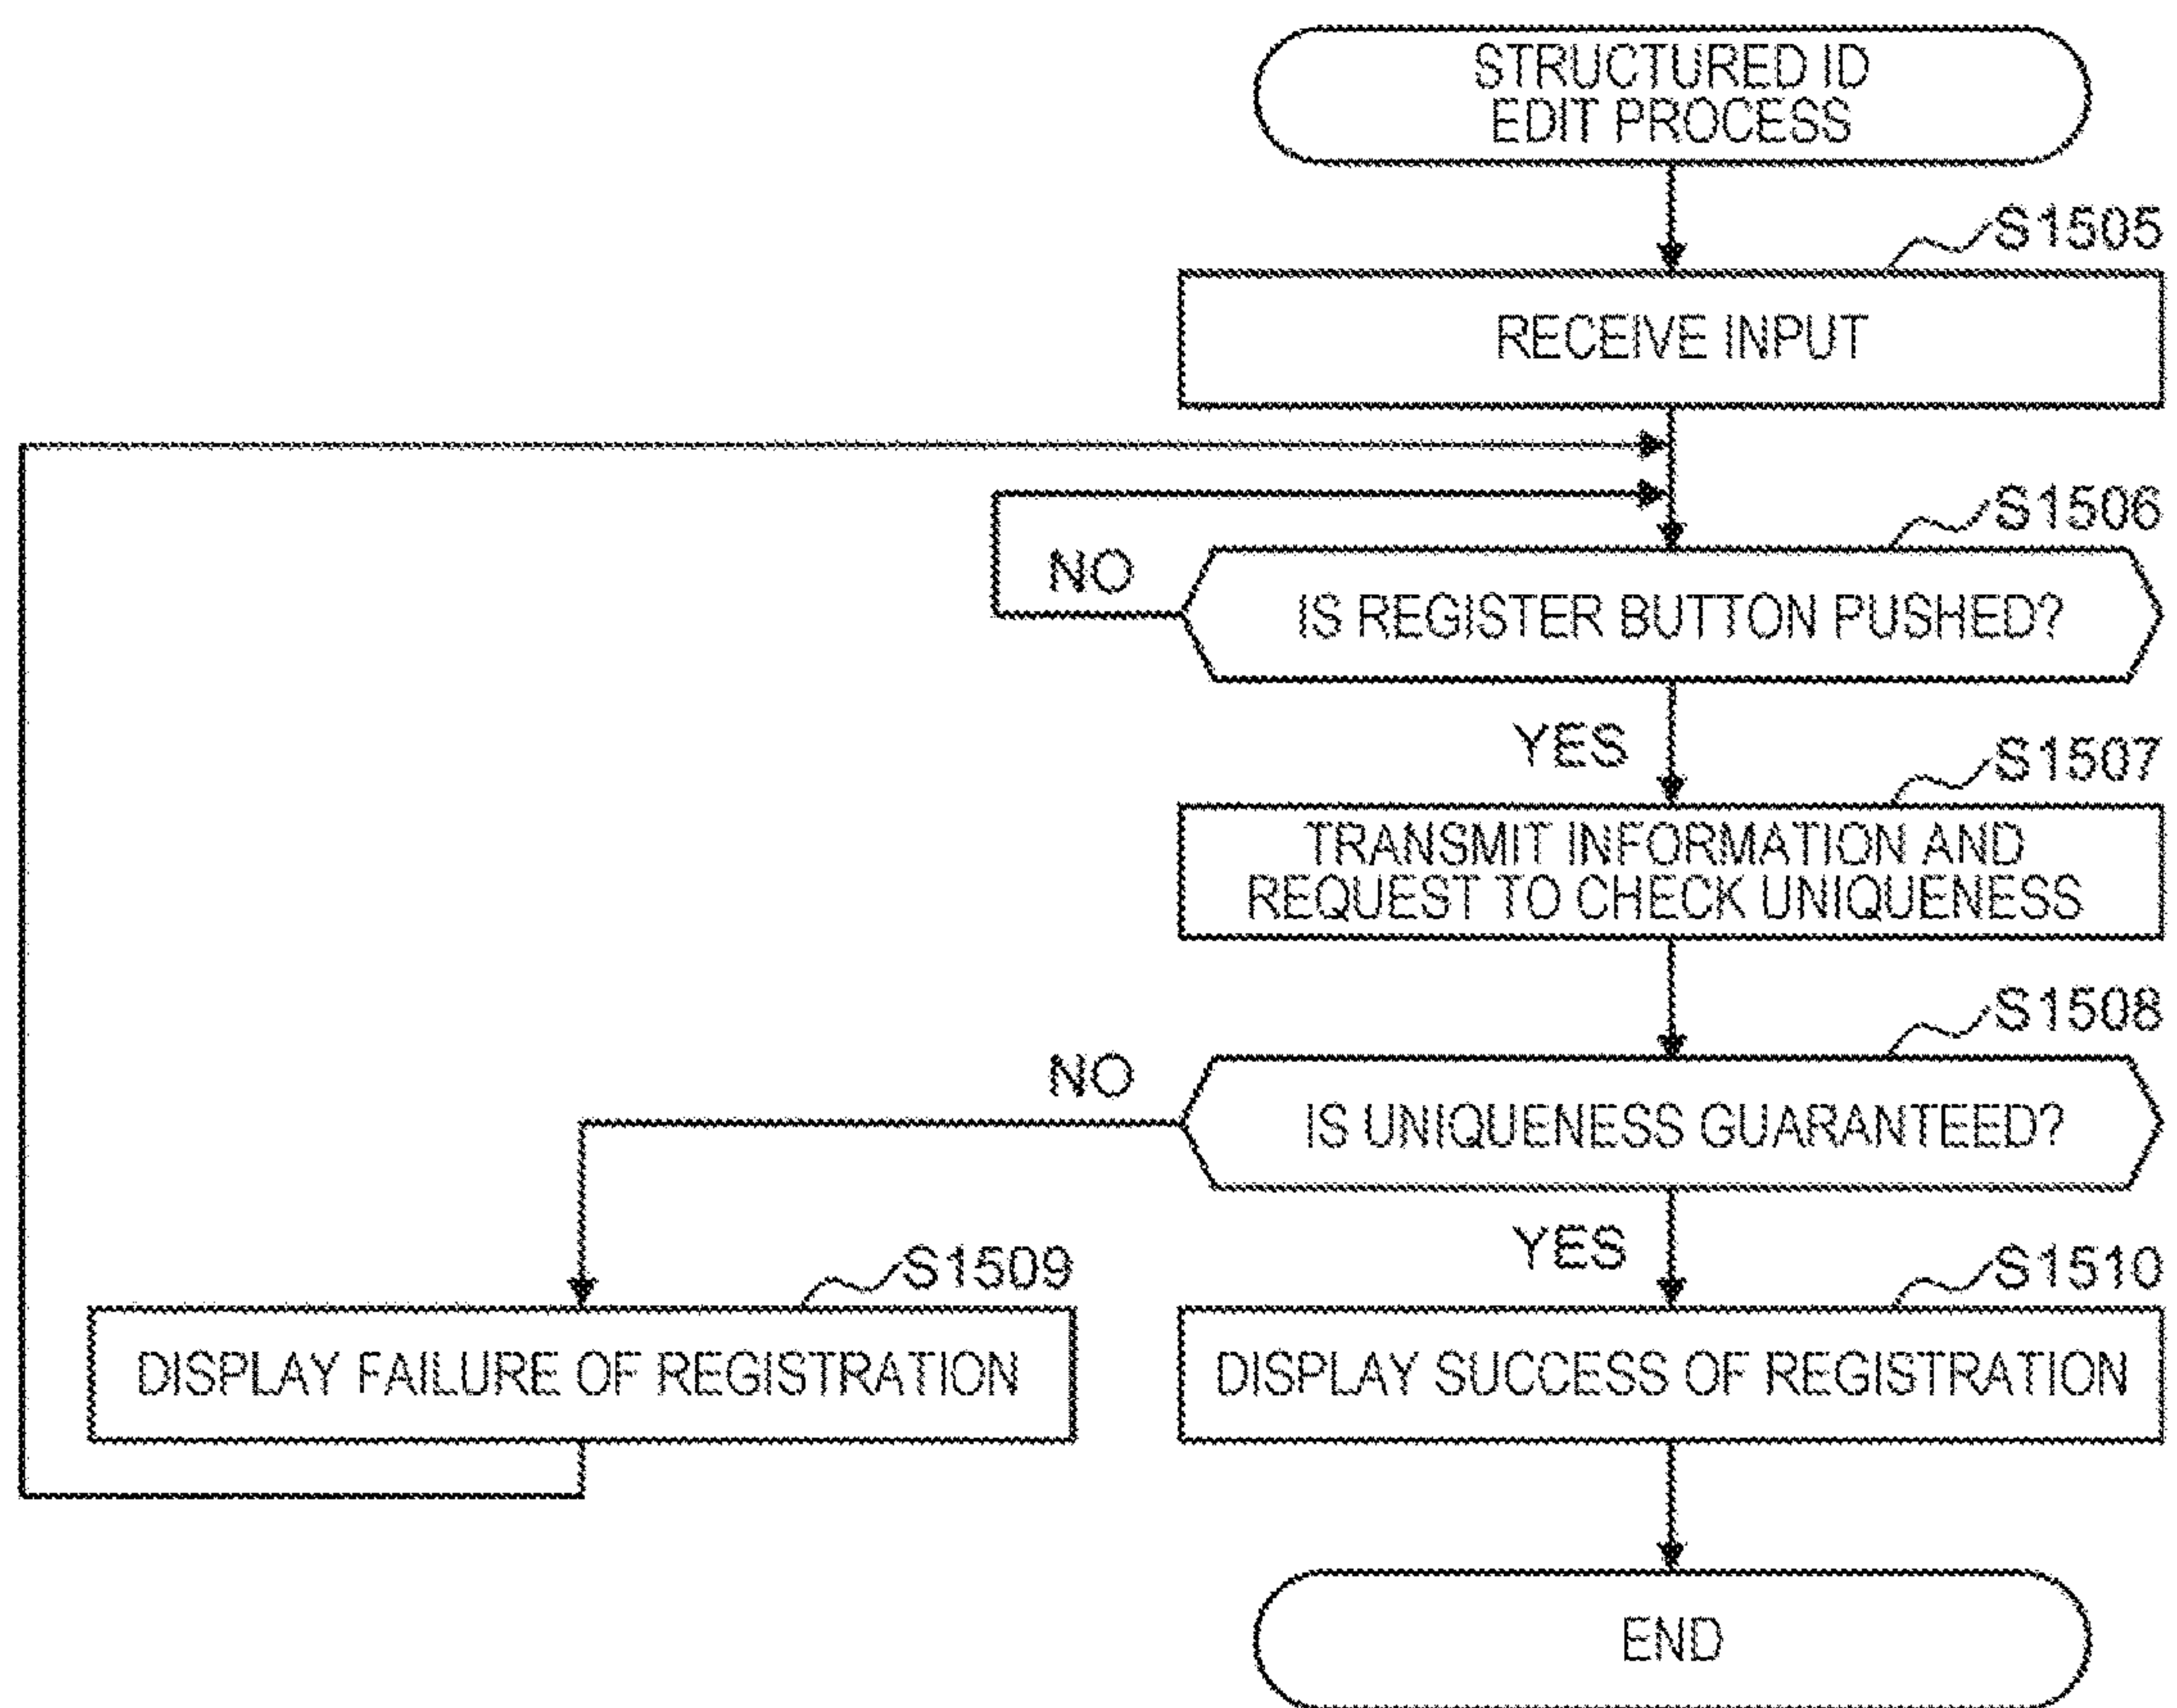 STRUCTURED ID
EDIT PROCESS
S1505
RECEIVE INPUT
S1506
NO
IS REGISTER BUTTON PUSHED?
YES
S1507
TRANSMIT INFORMATION AND
REQUEST TO CHECK UNIQUENESS
S1508
NO
IS UNIQUENESS GUARANTEED?
YES
S1509
DISPLAY FAILURE OF REGISTRATION
S1510
DISPLAY SUCCESS OF REGISTRATION
END